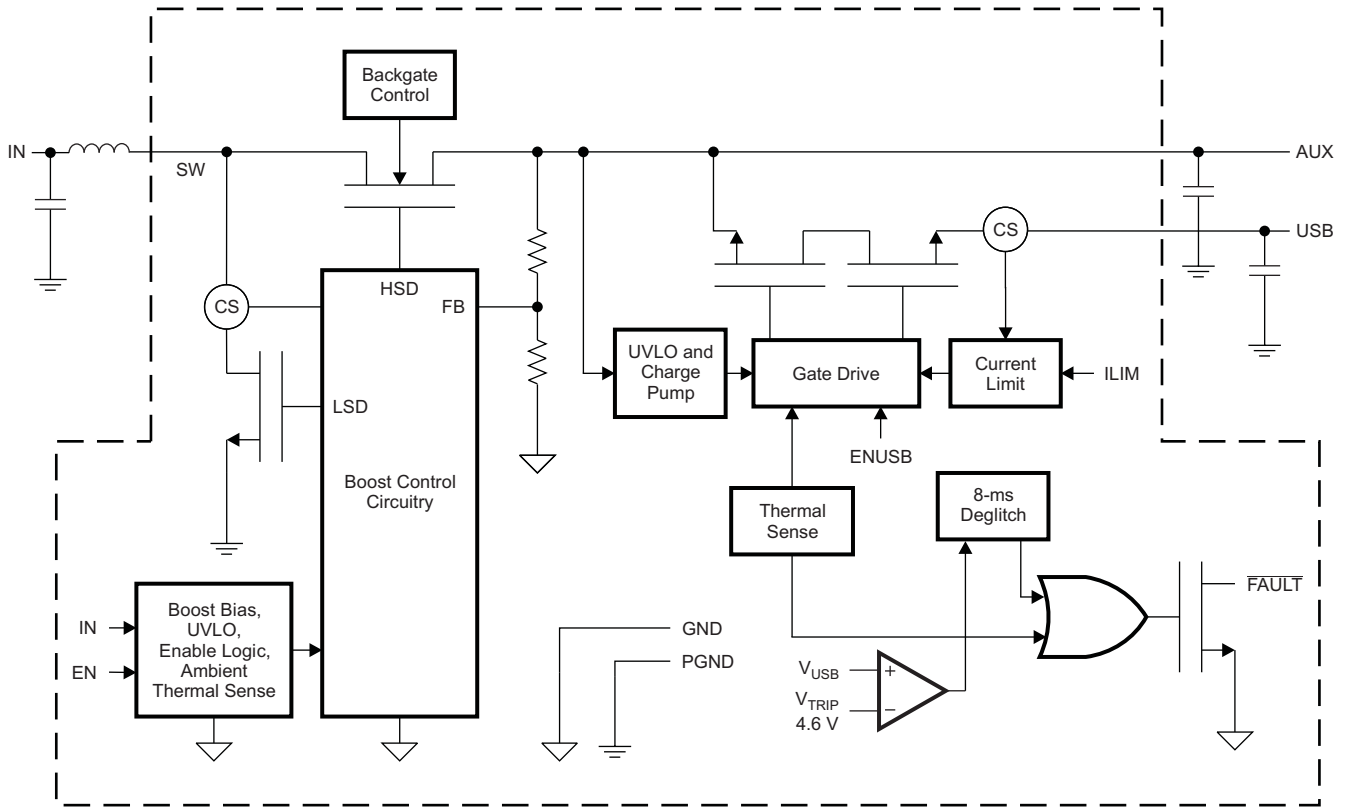 Backgate
Control
IN
SW
AUX
CS
USB
HSD
FB
CS
UVLO and
Charge
Pump
Gate Drive
Current
Limit
ILIM
LSD
ENUSB
Boost Control
Circuitry
Thermal
Sense
8-ms
Deglitch
FAULT
Boost Bias,
UVLO,
Enable Logic,
Ambient
Thermal Sense
IN
EN
GND
PGND
VUSB
+
VTRIP
–
4.6 V